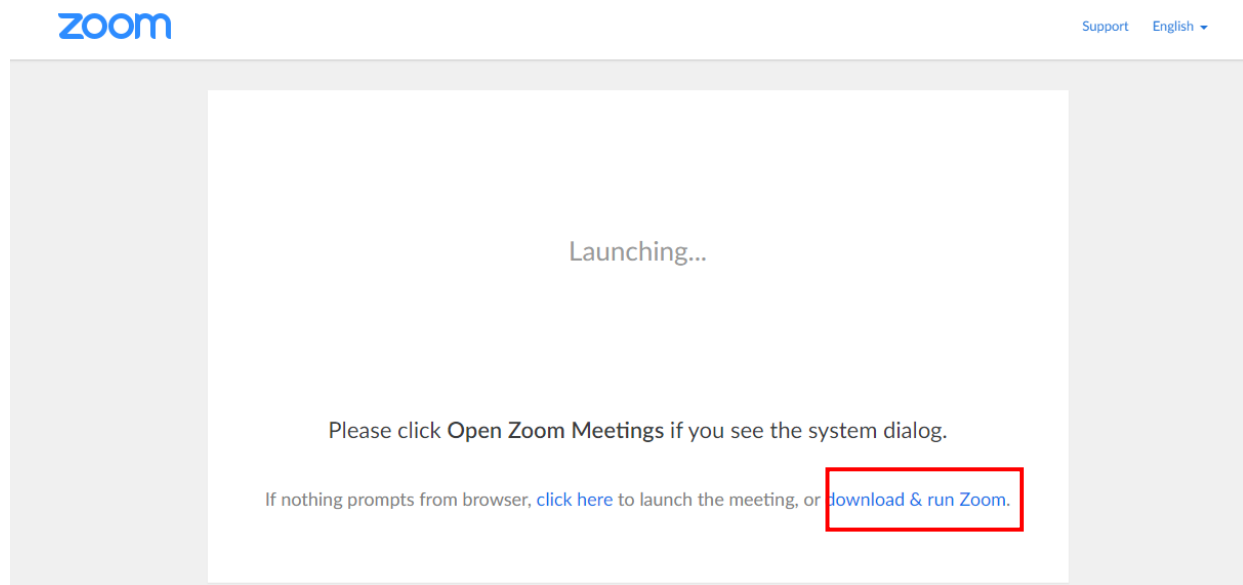 zoom
Support English
Launching...
Please click Open Zoom Meetings if you see the system dialog.
If nothing prompts from browser, click here to launch the meeting, or download & run Zoom.